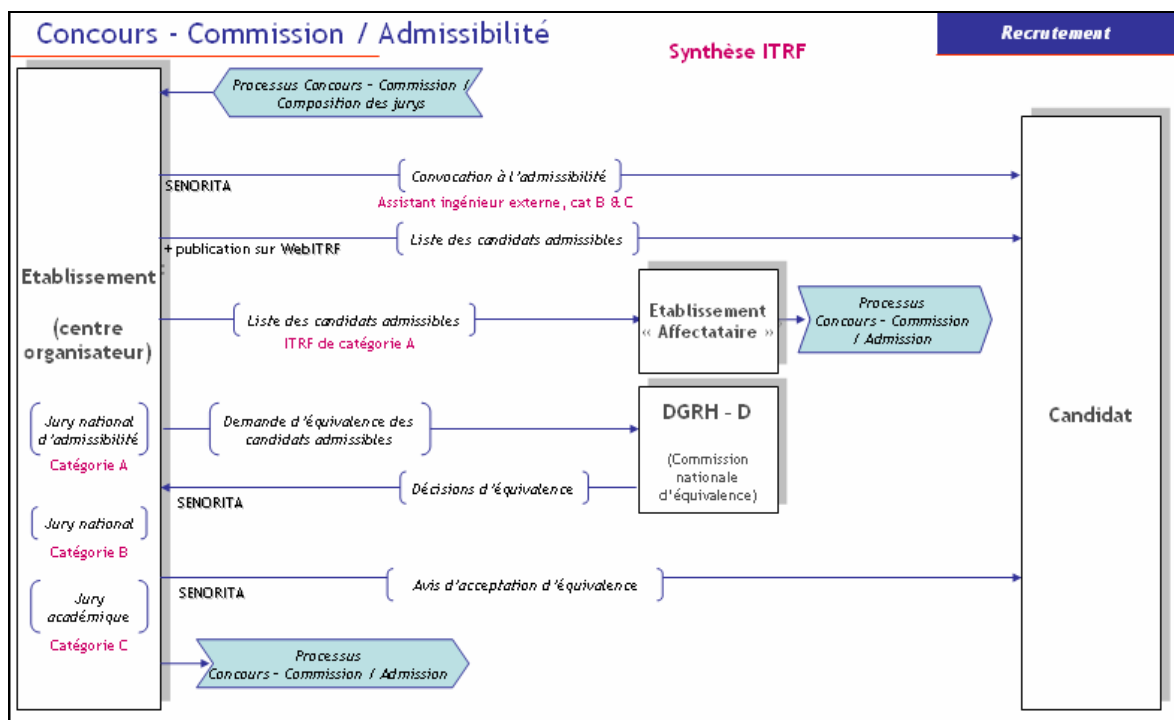 Concours - Commission / Admissibilité
Synthèse ITRF
Recrutement
Processus Concours - Commission /
Composition des jurys
SENORITA
Convocation à l'admissibilité
Assistant ingénieur externe, cat B & C
+ publication sur WebITRF
Liste des candidats admissibles
Etablissement
(centre
organisateur)
Liste des candidats admissibles
ITRF de catégorie A
Etablissement
« Affectataire »
Processus
Concours - Commission
/ Admission
Jury national
d'admissibilité
Catégorie A
Demande d'équivalence des
candidats admissibles
DGRH - D
(Commission
nationale
d'équivalence)
Candidat
SENORITA
Décisions d'équivalence
Jury national
Catégorie B
SENORITA
Avis d'acceptation d'équivalence
Jury
académique
Catégorie C
Processus
Concours - Commission / Admission